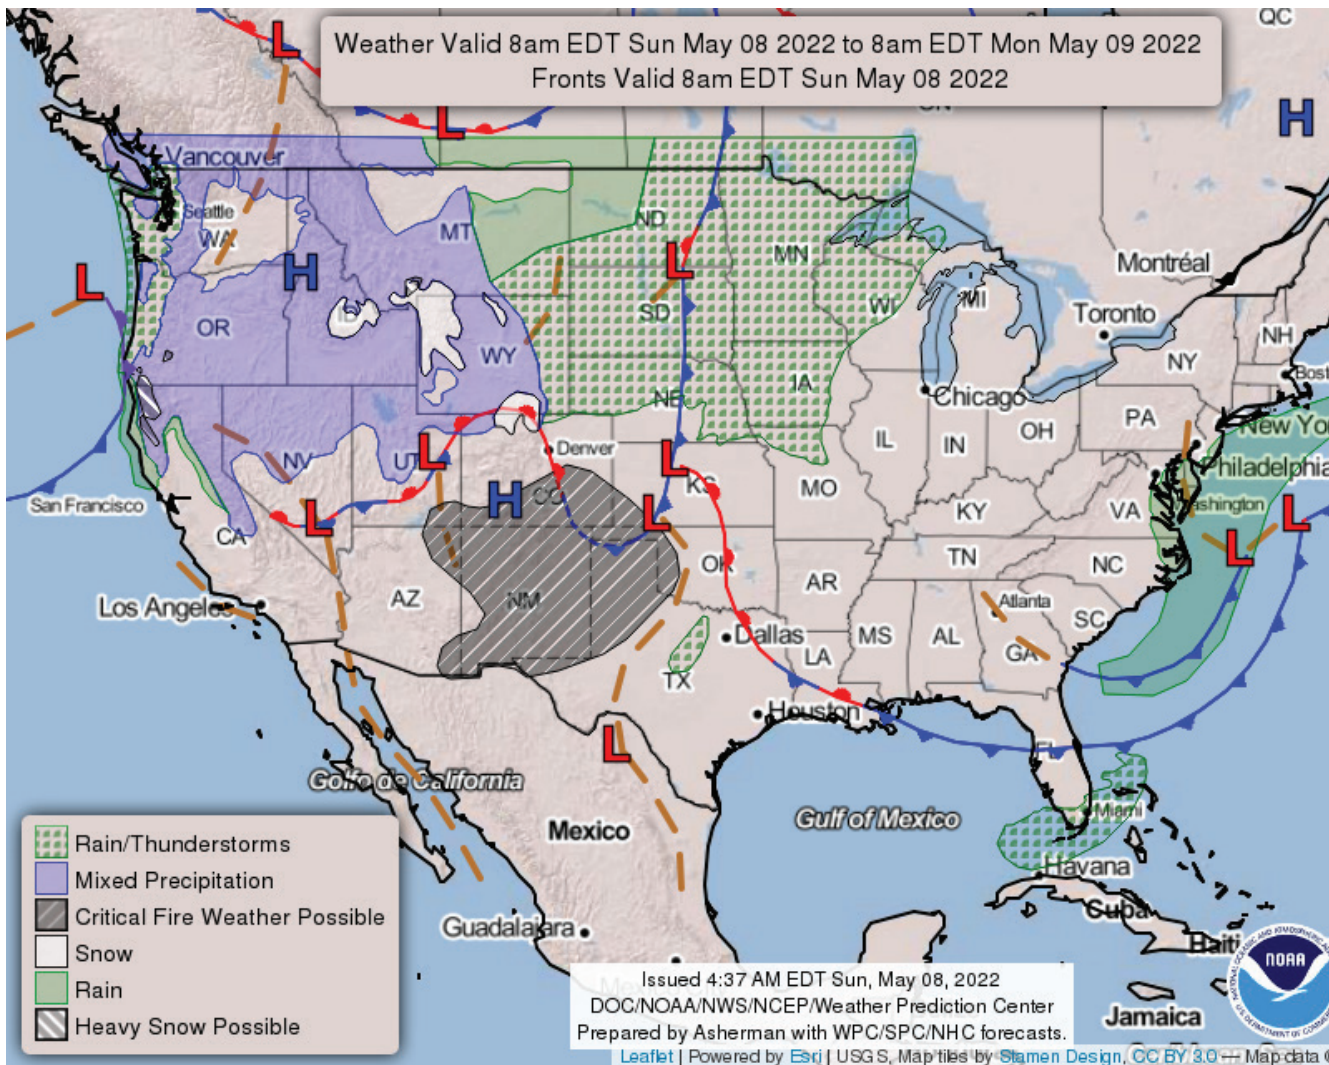 QC
Weather Valid 8am EDT Sun May 08 2022 to 8am EDT Mon May 09 2022
Fronts Valid 8am EDT Sun May 08 2022
L
L
H
Vancouver
Seattle
WA
MT
ND
MN
Montréal
L
H
L
MI
OR
ID
SD
WI
Toronto
NH
WY
NY
IA
NE
Chicago
PA
New Yo
IL
IN
OH
Denver
NV
UT
L
L
KS
MO
Philadelphia
San Francisco
CA
L
H
CO
L
KY
VA
Washington
L
L
OK
TN
NC
Los Angeles
AZ
NM
AR
Atlanta
SC
Dallas
MS
AL
GA
LA
TX
Houston
L
FL
Golfo de California
Mexico
Gulf of Mexico
Miami
Havana
Cuba
Haiti
Guadalajara
Jamaica
NOAA
Rain/Thunderstorms
Mixed Precipitation
Critical Fire Weather Possible
Snow
Rain
Heavy Snow Possible
Issued 4:37 AM EDT Sun, May 08, 2022
DOC/NOAA/NWS/NCEP/Weather Prediction Center
Prepared by Asherman with WPC/SPC/NHC forecasts.
Leaflet | Powered by Esri | USGS, Map tiles by Stamen Design, CC BY 3.0 — Map data ©